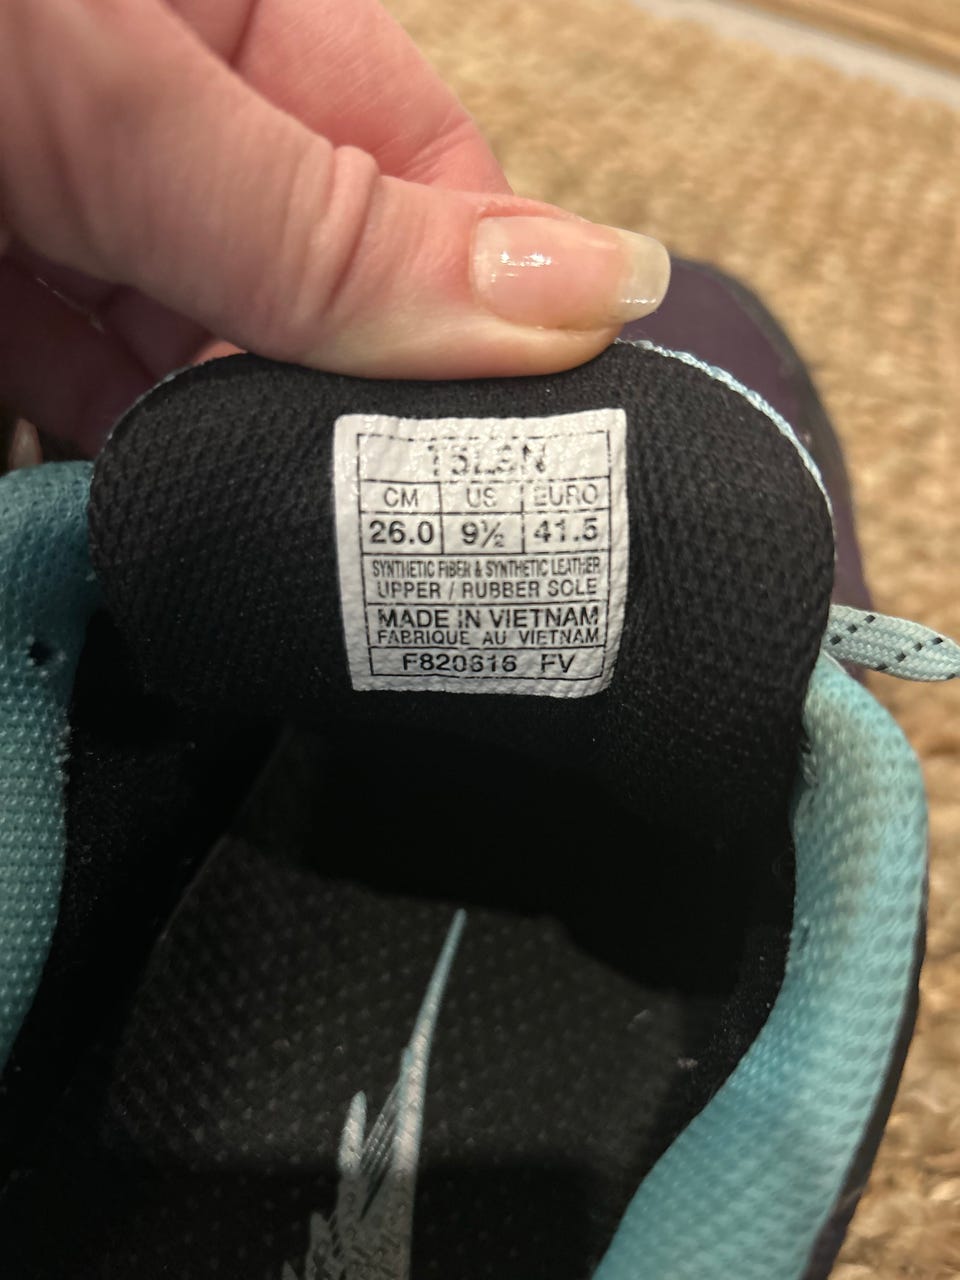 CM US EURO
26.0 9½ 41.5
SYNTHETIC FIBER & SYNTHETIC LEATHER
UPPER / RUBBER SOLE
MADE IN VIETNAM
FABRIQUE AU VIETNAM
F820616 FV